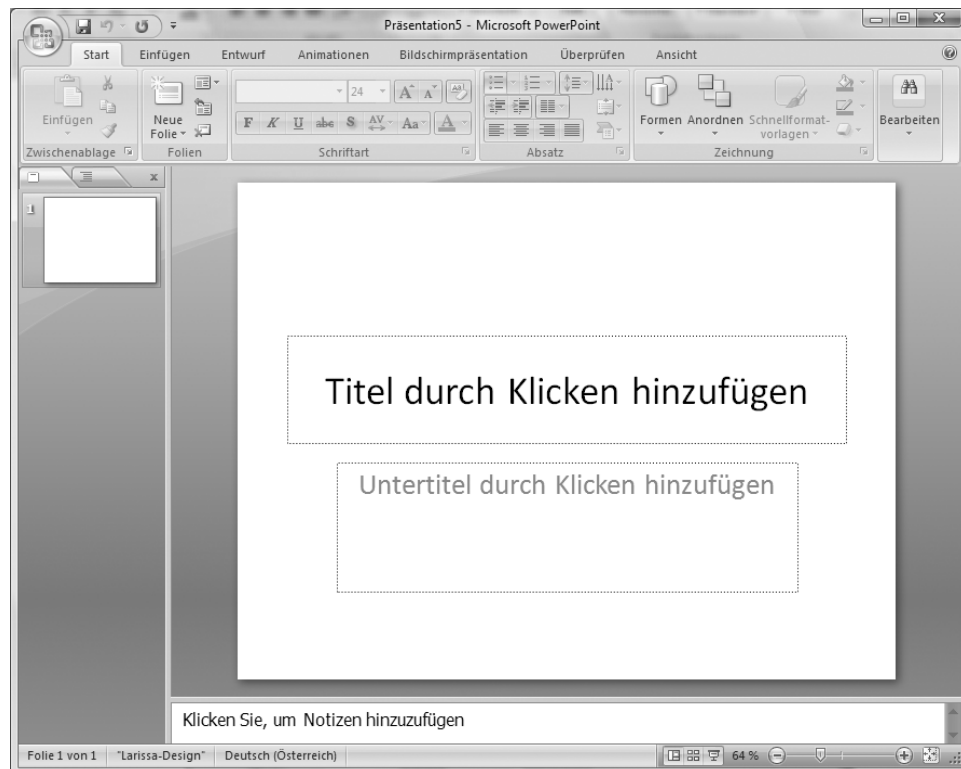 Präsentation5 - Microsoft PowerPoint
Start Einfügen Entwurf Animationen Bildschirmpräsentation Überprüfen Ansicht
Einfügen
Neue
Folie
24
A A Aa
F K U abc S AV Aa A
Formen Anordnen Schnellformat-
vorlagen
Bearbeiten
Zwischenablage Folien Schriftart Absatz Zeichnung
1
Titel durch Klicken hinzufügen
Untertitel durch Klicken hinzufügen
Klicken Sie, um Notizen hinzuzufügen
Folie 1 von 1 "Larissa-Design" Deutsch (Österreich) 64 %